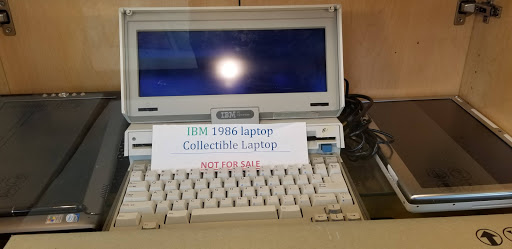 IBM
IBM 1986 laptop
Collectible Laptop
NOT FOR SALE